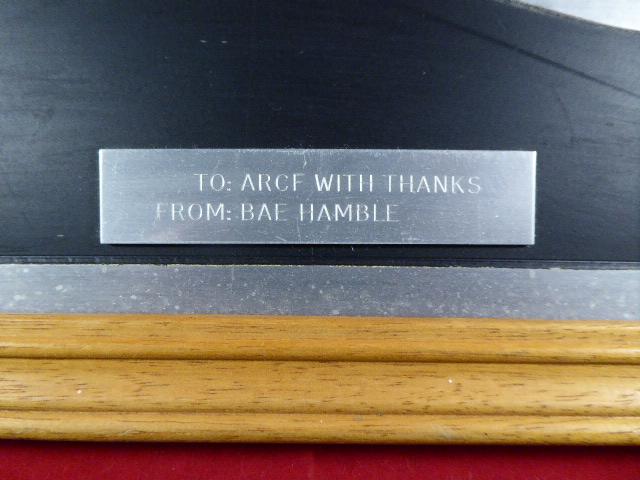 TO: ARCF WITH THANKS
FROM: BAE HAMBLE